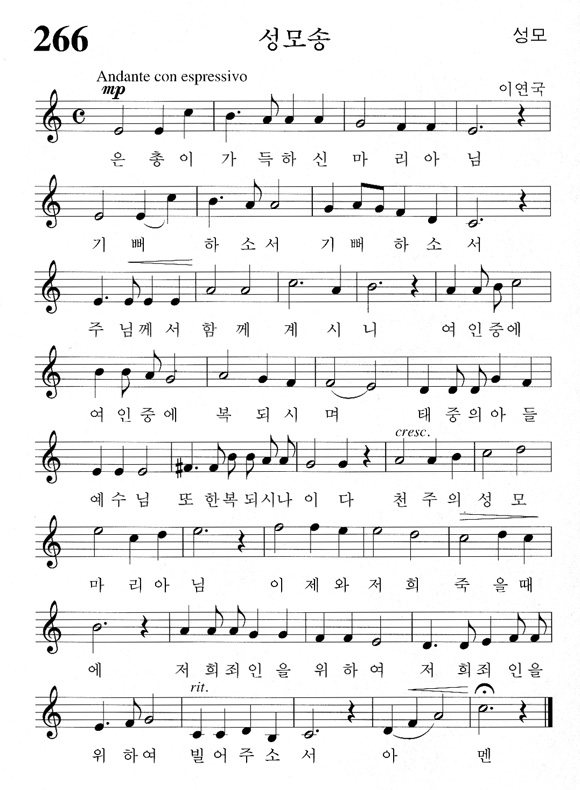 266 성모송 성모
Andante con espressivo
mp 이연국
은 총 이 가 득 하 신 마 리 아 님
기 뻐 하 소 서 기 뻐 하 소 서
주 님 께 서 함 께 계 시 니 여 인 중 에
여 인 중 에 복 되 시 며 태 중 의 아 들
cresc.
예 수 님 또 한 복 되 시 나 이 다 천 주 의 성 모
마 리 아 님 이 제 와 저 희 죽 을 때
에 저 희 죄 인 을 위 하 여 저 희 죄 인 을
rit.
위 하 여 빌 어 주 소 서 아 멘